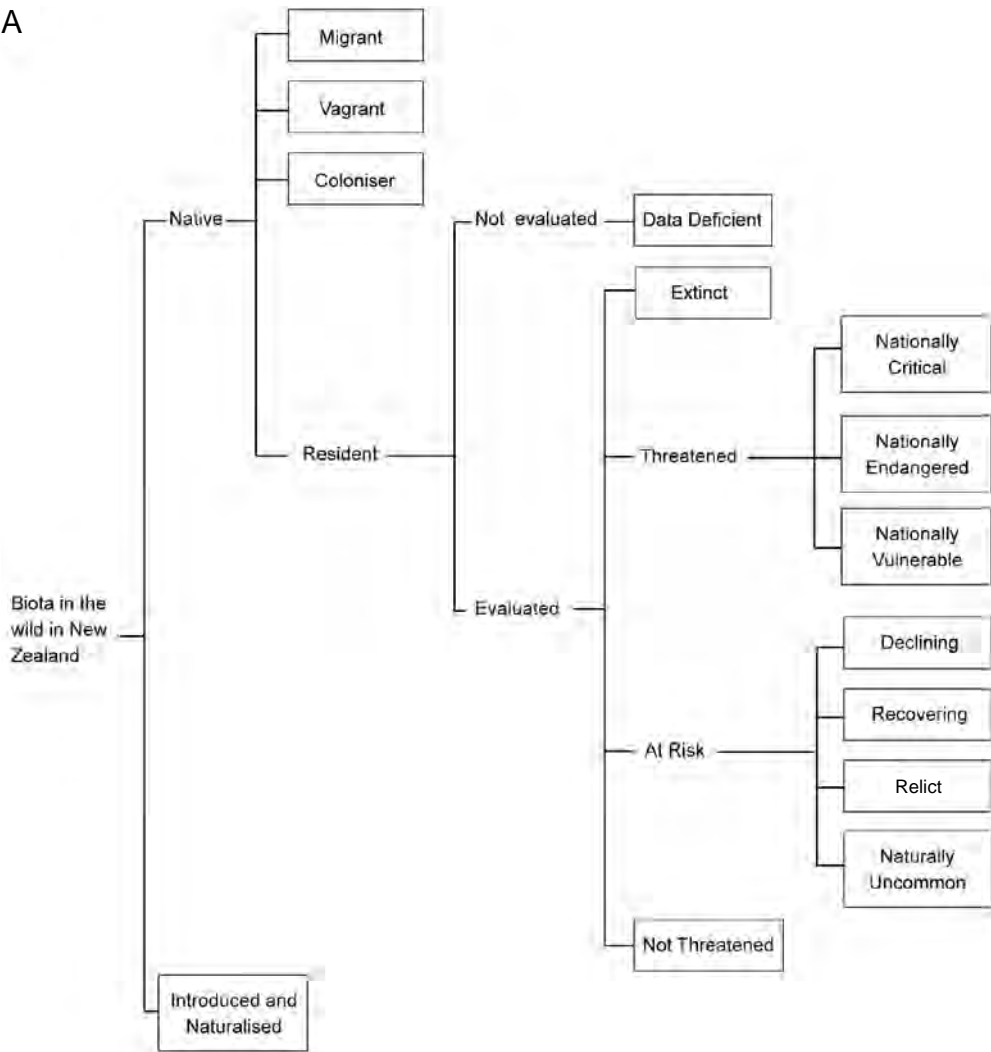 A
Migrant
Vagrant
Coloniser
Native
Not evaluated
Data Deficient
Extinct
Nationally
Critical
Resident
Threatened
Nationally
Endangered
Nationally
Vulnerable
Biota in the
wild in New
Zealand
Evaluated
Declining
Recovering
At Risk
Relict
Naturally
Uncommon
Not Threatened
Introduced and
Naturalised